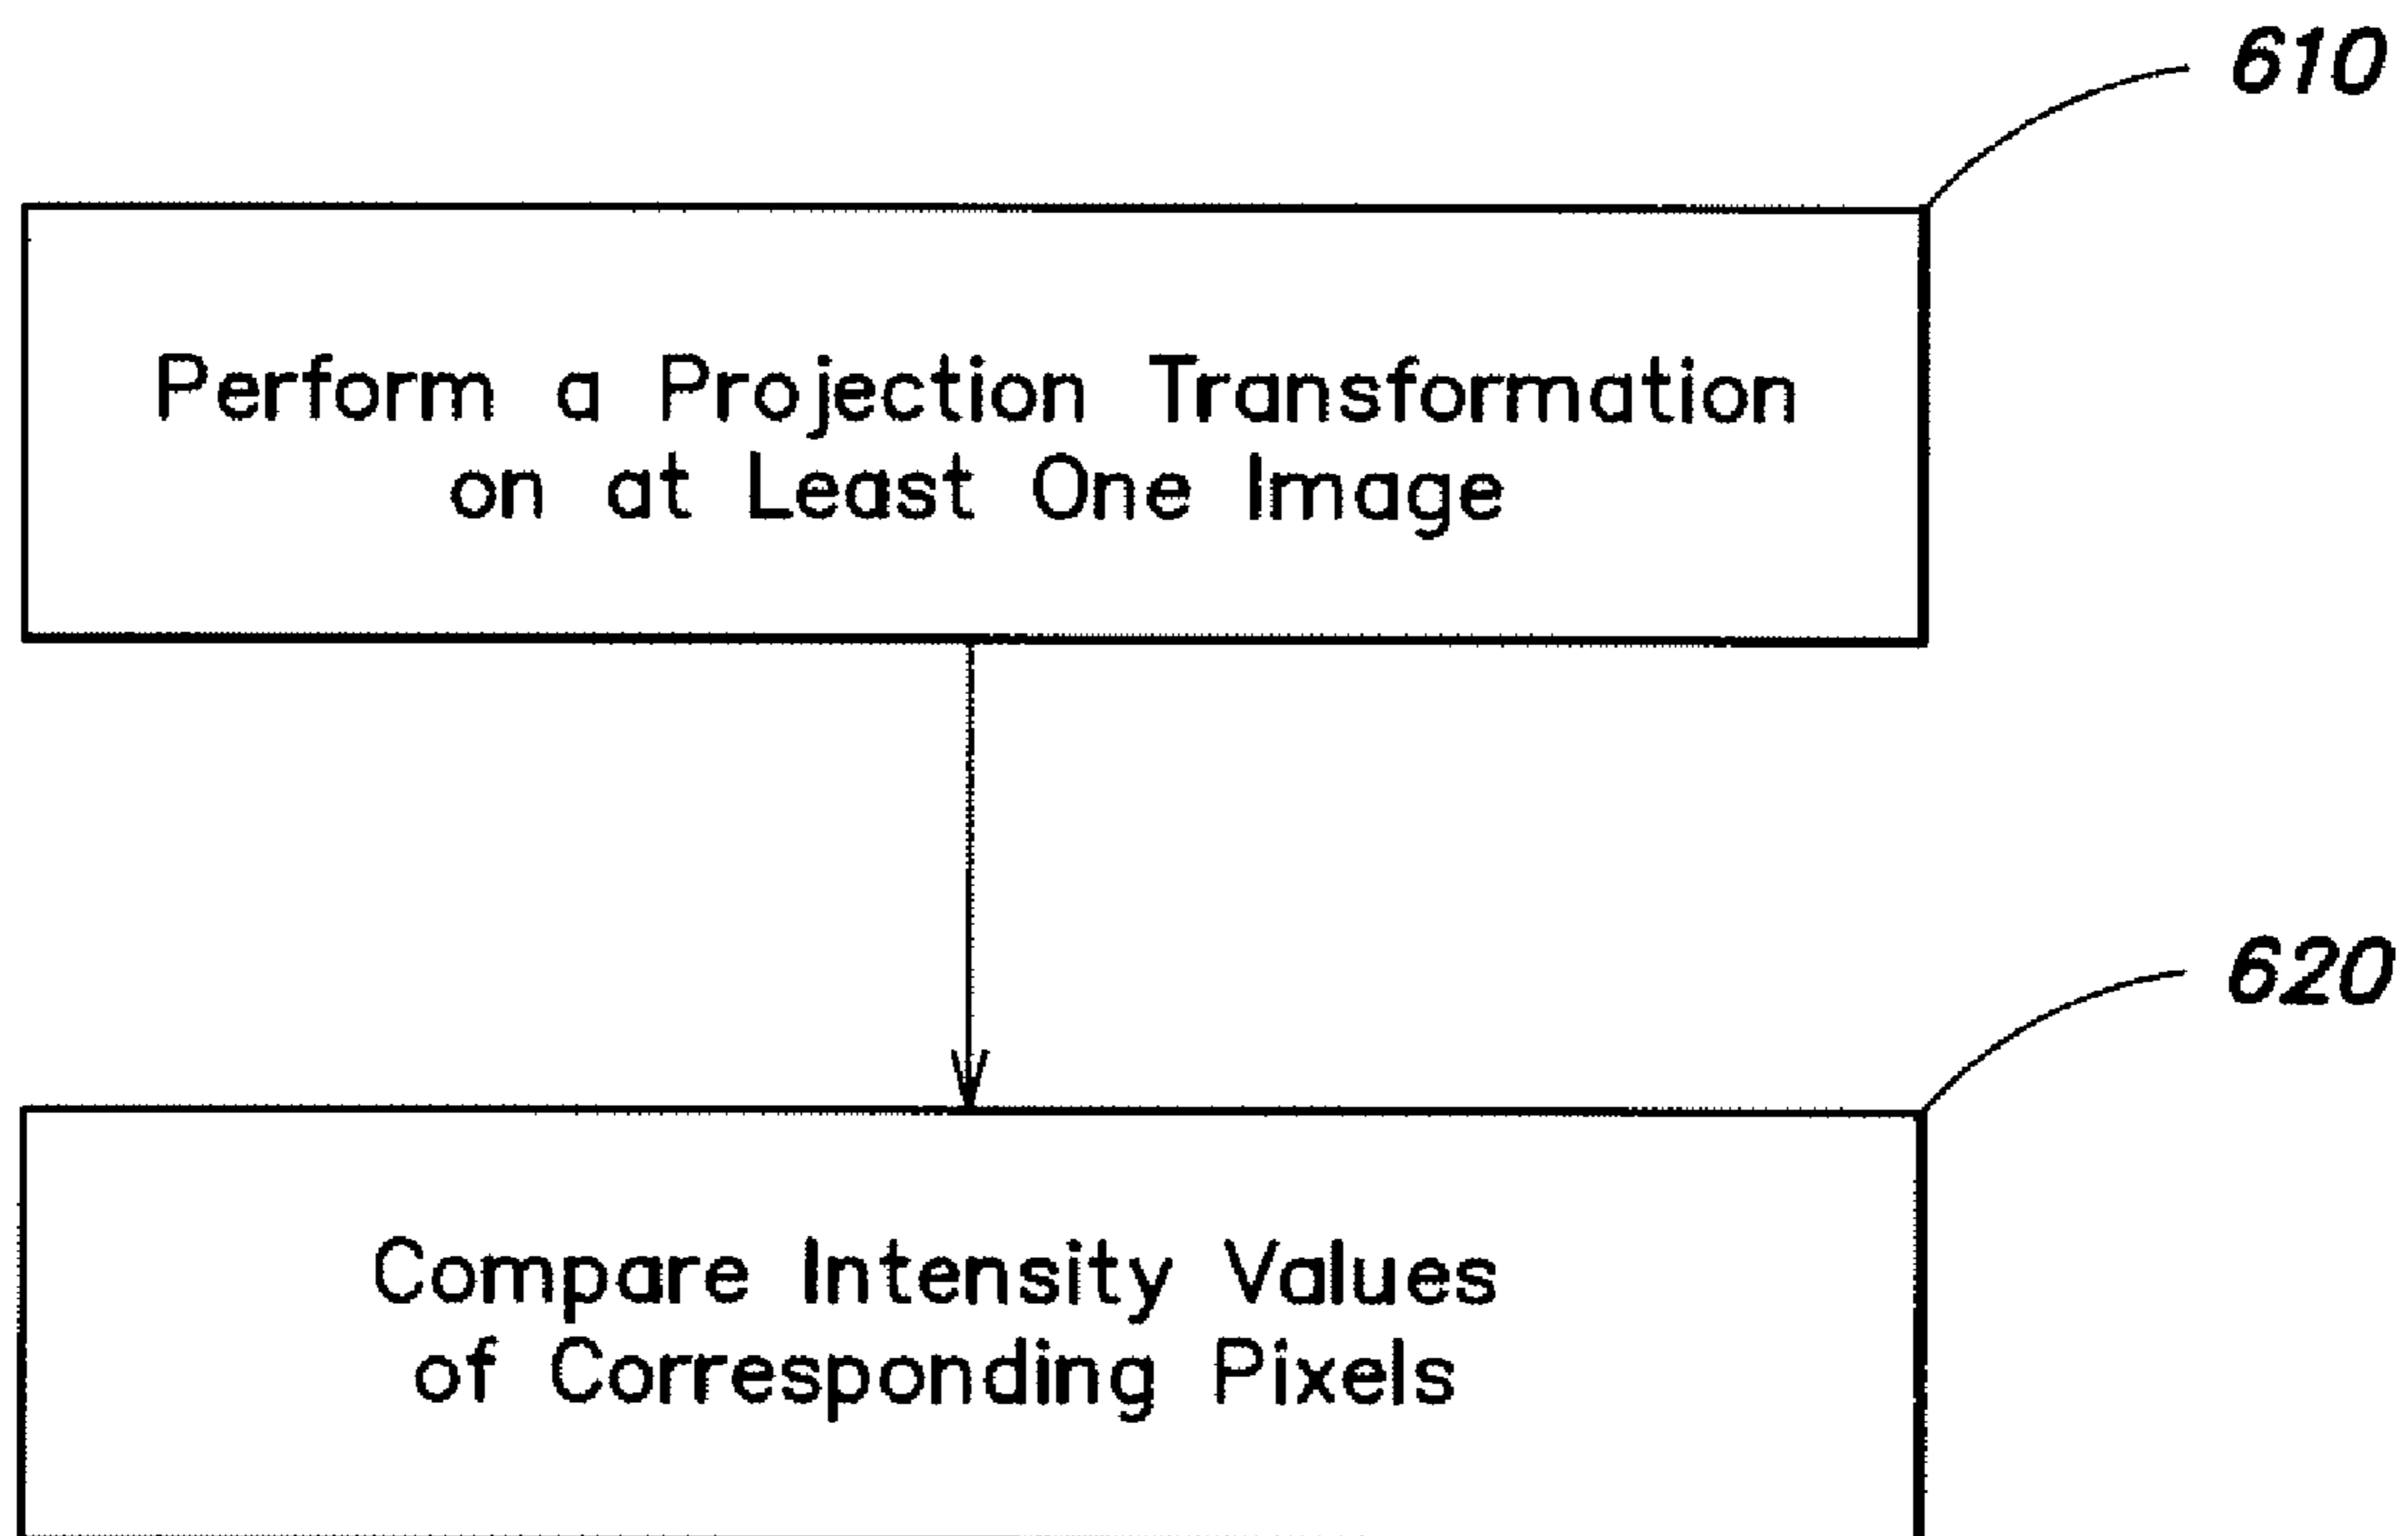 610
Perform a Projection Transformation
on at Least One Image
620
Compare Intensity Values
of Corresponding Pixels